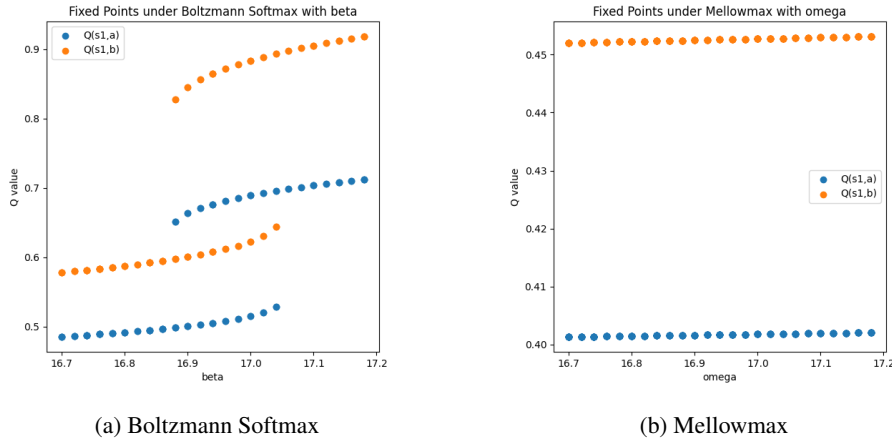 Fixed Points under Boltzmann Softmax with beta
Q(s1,a)
Q(s1,b)
Q value
0.9
0.8
0.7
0.6
0.5
16.7 16.8 16.9 17.0 17.1 17.2
beta
(a) Boltzmann Softmax
Fixed Points under Mellowmax with omega
Q(s1,a)
Q(s1,b)
Q value
0.45
0.44
0.43
0.42
0.41
0.40
16.7 16.8 16.9 17.0 17.1 17.2
omega
(b) Mellowmax